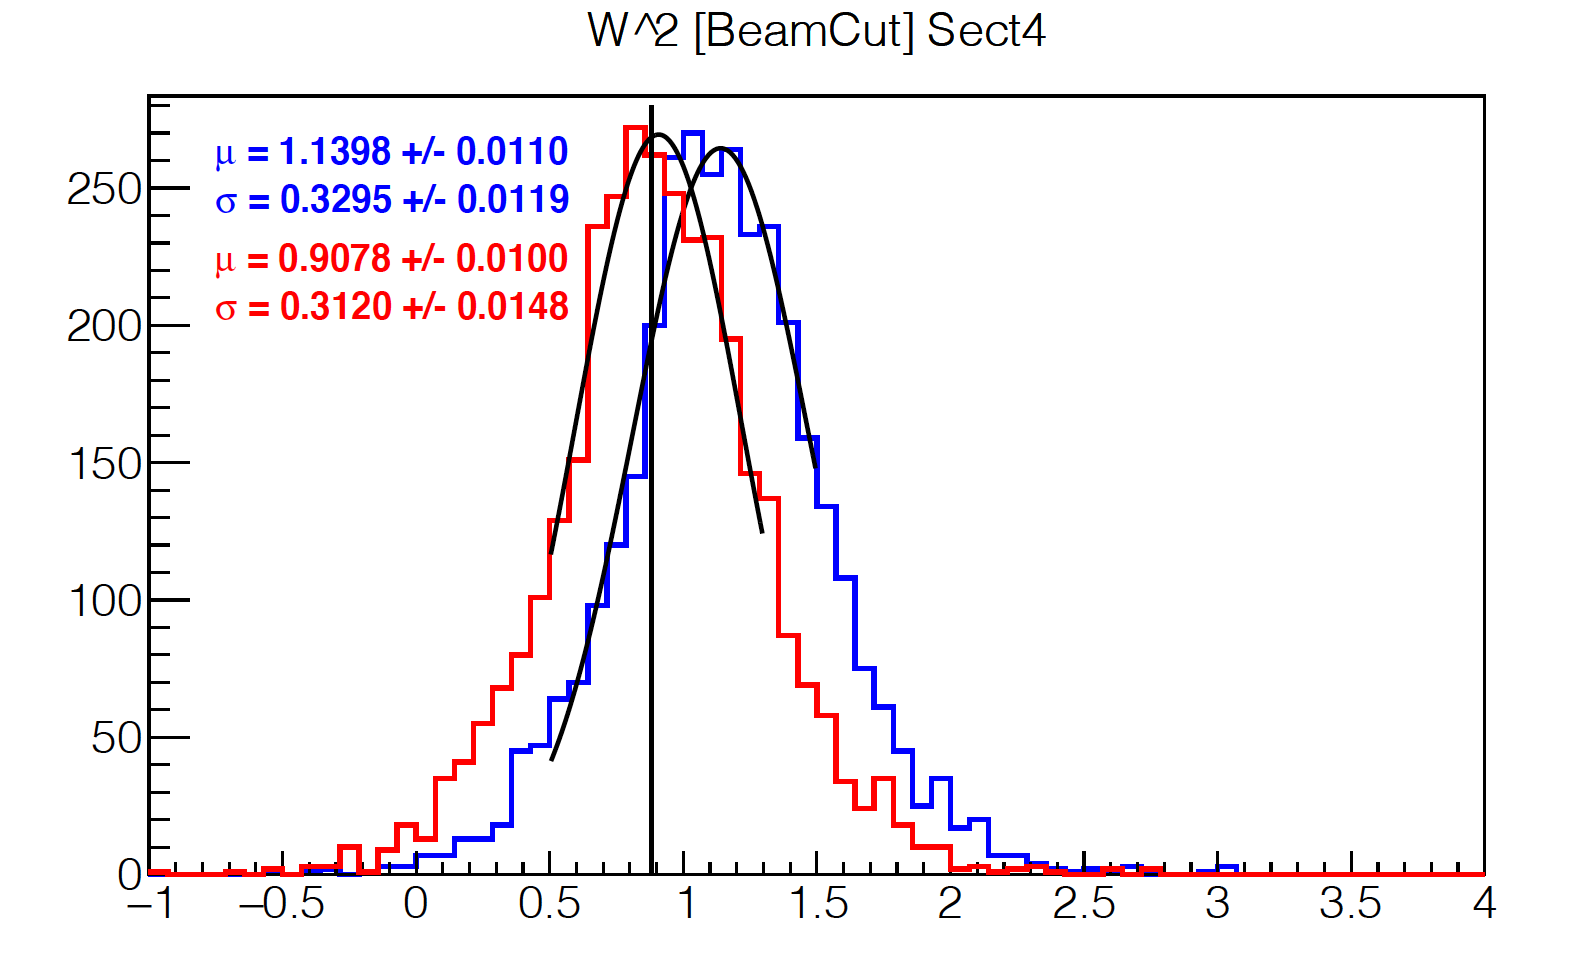 W^2 [BeamCut] Sect4
μ = 1.1398 +/- 0.0110
σ = 0.3295 +/- 0.0119
μ = 0.9078 +/- 0.0100
σ = 0.3120 +/- 0.0148
250
200
150
100
50
0
−1 −0.5 0 0.5 1 1.5 2 2.5 3 3.5 4